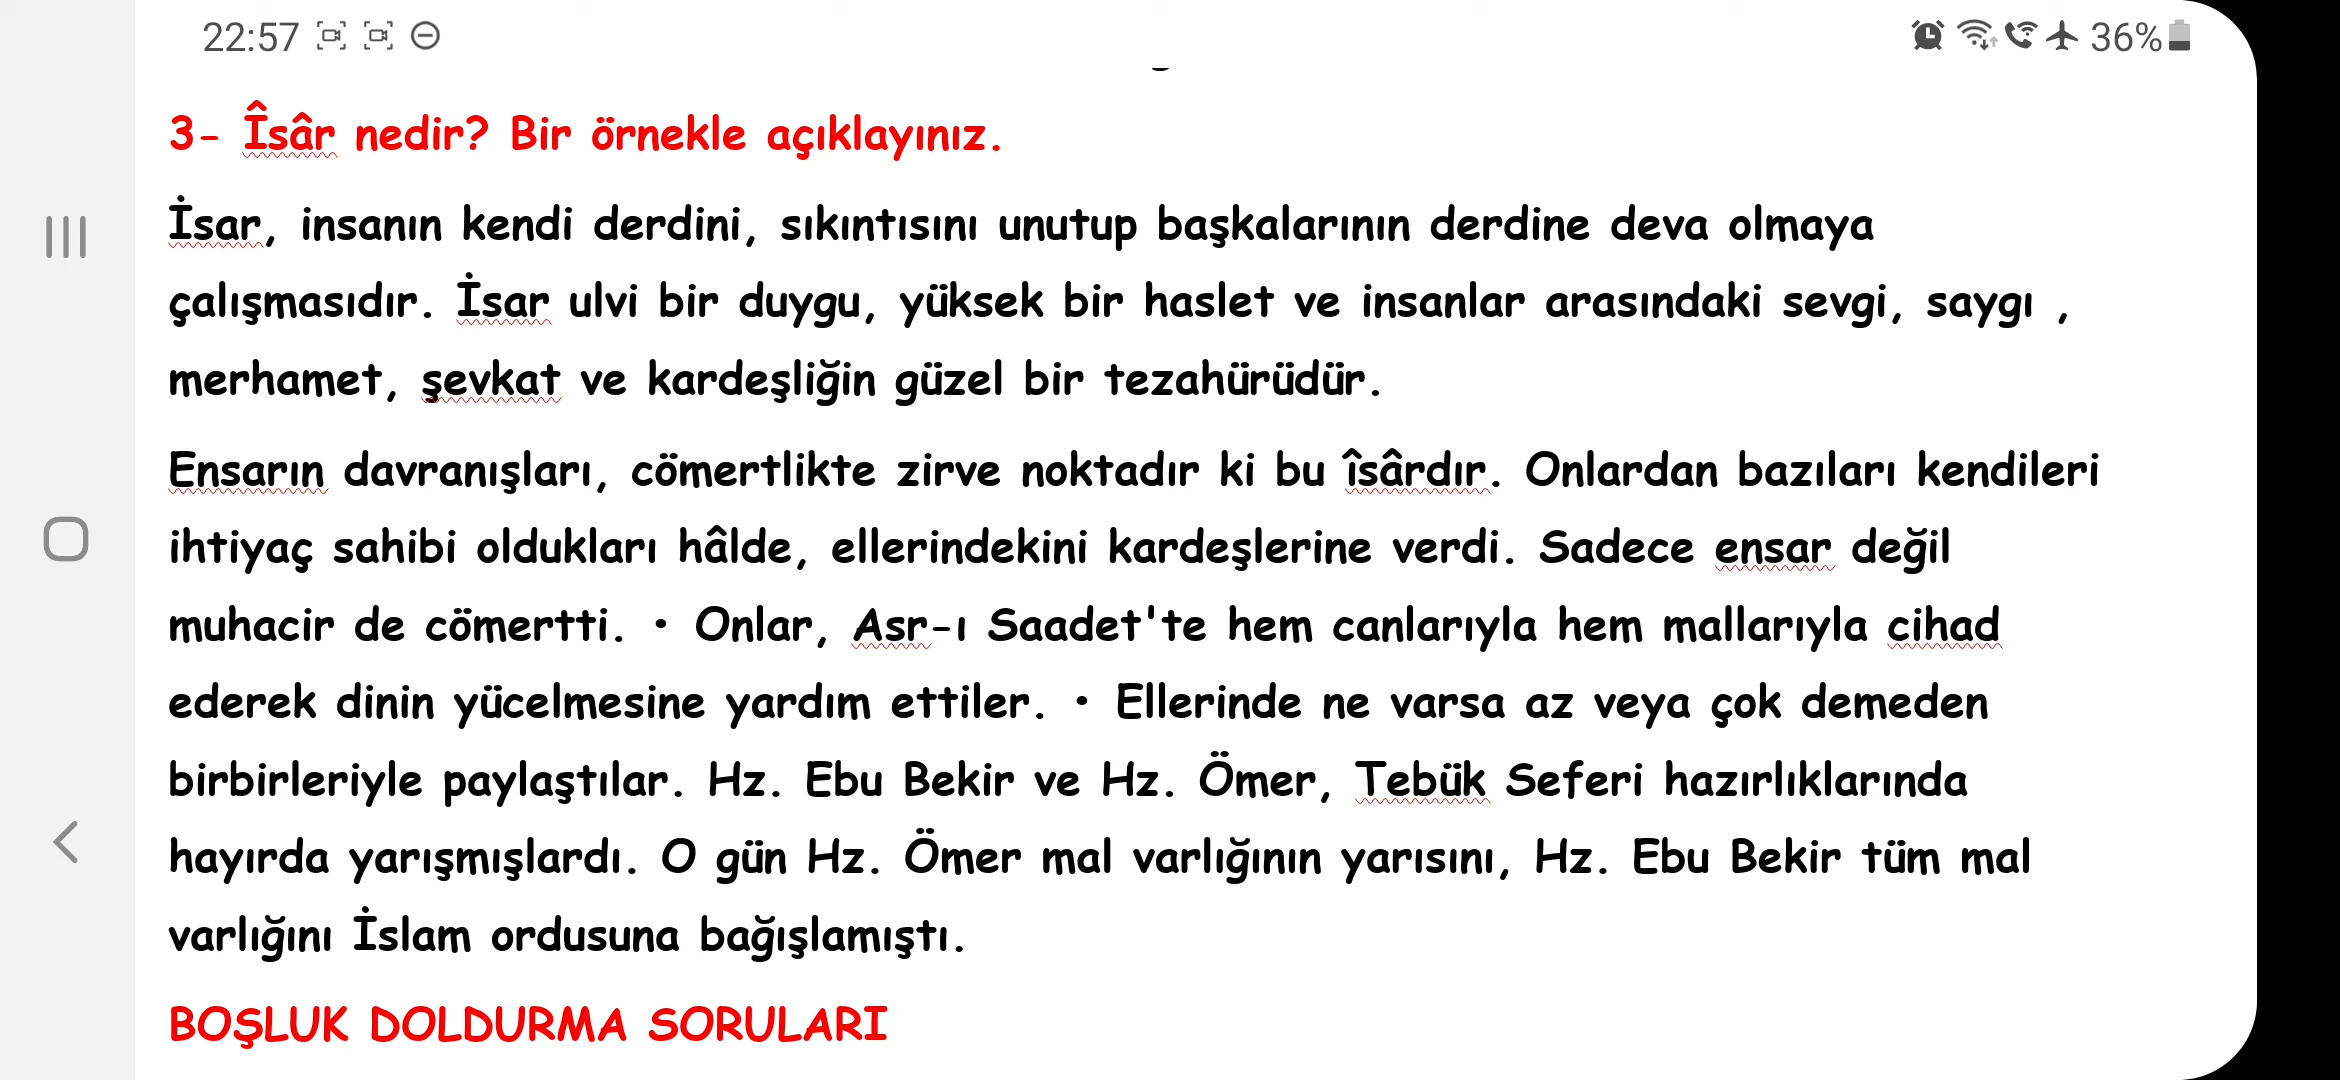 22:57
36%
3- Îsâr nedir? Bir örnekle açıklayınız.
İsar, insanın kendi derdini, sıkıntısını unutup başkalarının derdine deva olmaya
çalışmasıdır. İsar ulvi bir duygu, yüksek bir haslet ve insanlar arasındaki sevgi, saygı ,
merhamet, şevkat ve kardeşliğin güzel bir tezahürüdür.
Ensarın davranışları, cömertlikte zirve noktadır ki bu îsârdır. Onlardan bazıları kendileri
ihtiyaç sahibi oldukları hâlde, ellerindekini kardeşlerine verdi. Sadece ensar değil
muhacir de cömertti. • Onlar, Asr-ı Saadet'te hem canlarıyla hem mallarıyla cihad
ederek dinin yücelmesine yardım ettiler. • Ellerinde ne varsa az veya çok demeden
birbirleriyle paylaştılar. Hz. Ebu Bekir ve Hz. Ömer, Tebük Seferi hazırlıklarında
hayırda yarışmışlardı. O gün Hz. Ömer mal varlığının yarısını, Hz. Ebu Bekir tüm mal
varlığını İslam ordusuna bağışlamıştı.
BOŞLUK DOLDURMA SORULARI